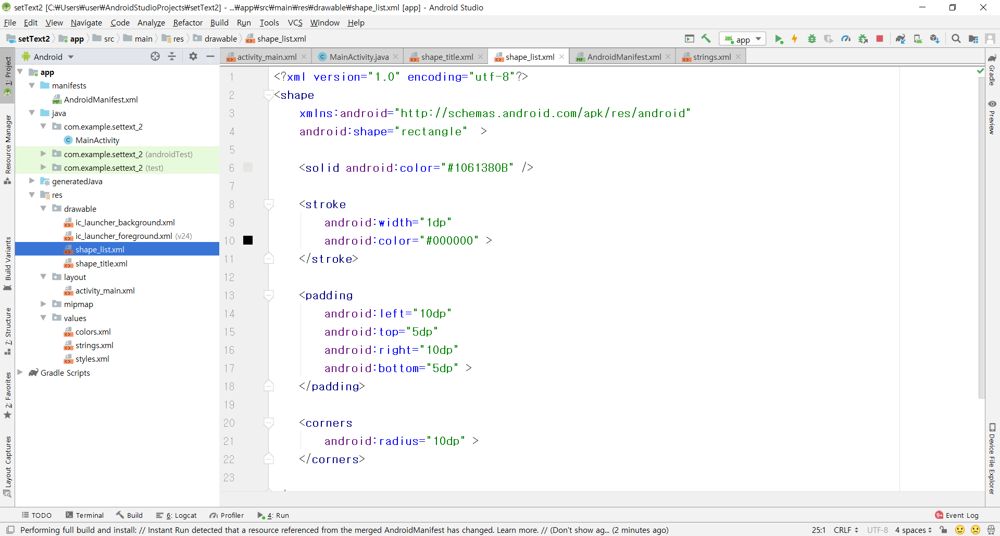 setText2 [C:₩Users₩user₩AndroidStudioProjects₩setText2] - ...₩app₩src₩main₩res₩drawable₩shape_list.xml [app] - Android Studio
File Edit View Navigate Code Analyze Refactor Build Run Tools VCS Window Help
setText2 app src main res drawable shape_list.xml app
Android
activity_main.xml MainActivity.java shape_title.xml shape_list.xml AndroidManifest.xml strings.xml
1: Project
Resource Manager
Build Variants
7: Structure
2: Favorites
Layout Captures
app
manifests
AndroidManifest.xml
java
com.example.settext_2
MainActivity
com.example.settext_2 (androidTest)
com.example.settext_2 (test)
generatedJava
res
drawable
ic_launcher_background.xml
ic_launcher_foreground.xml (v24)
shape_list.xml
shape_title.xml
layout
activity_main.xml
mipmap
values
colors.xml
strings.xml
styles.xml
Gradle Scripts
1 <?xml version="1.0" encoding="utf-8"?>
2 <shape
3 xmlns:android="http://schemas.android.com/apk/res/android"
4 android:shape="rectangle" >
5
6 <solid android:color="#1061380B" />
7
8 <stroke
9 android:width="1dp"
10 android:color="#000000" >
11 </stroke>
12
13 <padding
14 android:left="10dp"
15 android:top="5dp"
16 android:right="10dp"
17 android:bottom="5dp" >
18 </padding>
19
20 <corners
21 android:radius="10dp" >
22 </corners>
23
Gradle
Preview
Device File Explorer
TODO Terminal Build 6: Logcat Profiler 4: Run 9+ Event Log
Performing full build and install: // Instant Run detected that a resource referenced from the merged AndroidManifest has changed. Learn more. // (Don't show ag... (2 minutes ago) 25:1 CRLF UTF-8 4 spaces